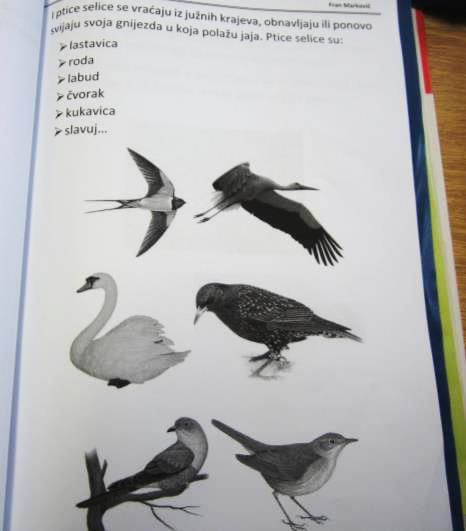 Fran Marković
I ptice selice se vraćaju iz južnih krajeva, obnavljaju ili ponovo
svijaju svoja gnijezda u koja polažu jaja. Ptice selice su:
➢ lastavica
➢ roda
➢ labud
➢ čvorak
➢ kukavica
➢ slavuj...